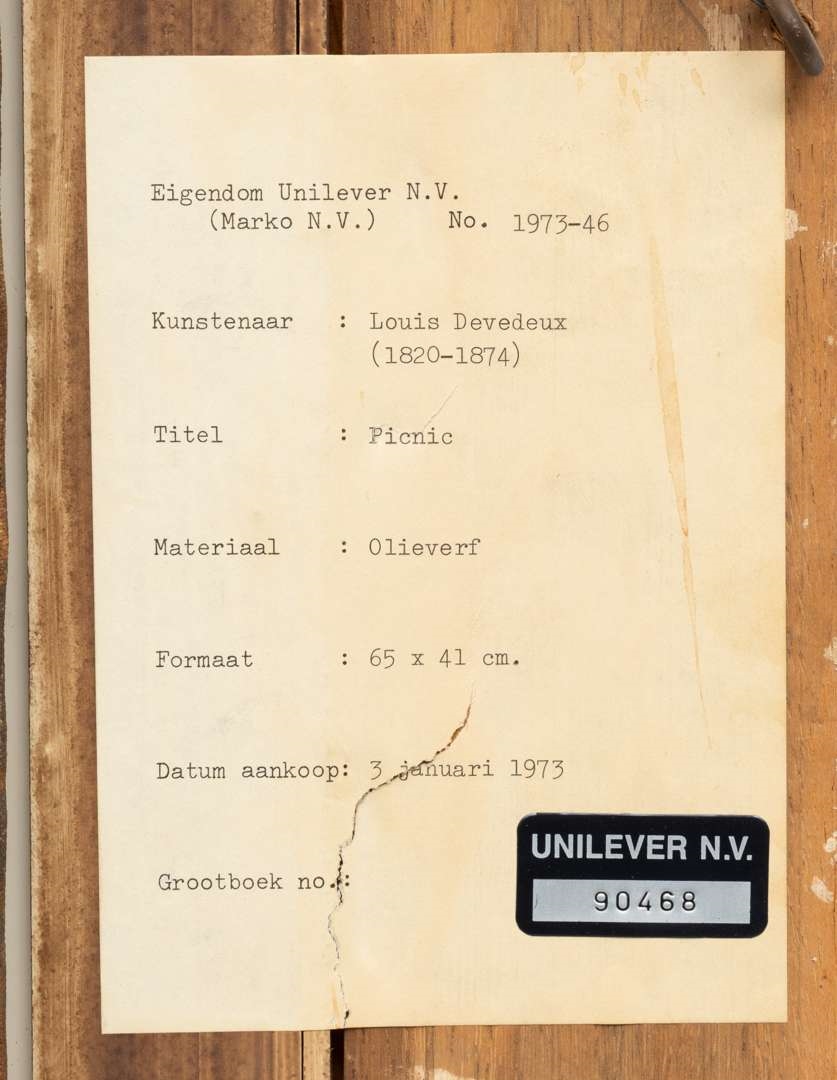 Eigendom Unilever N.V.
(Marko N.V.) No. 1973-46
Kunstenaar : Louis Devedeux
(1820-1874)
Titel : Picnic
Materiaal : Olieverf
Formaat : 65 x 41 cm.
Datum aankoop: 3 januari 1973
Grootboek no.:
UNILEVER N.V.
90468